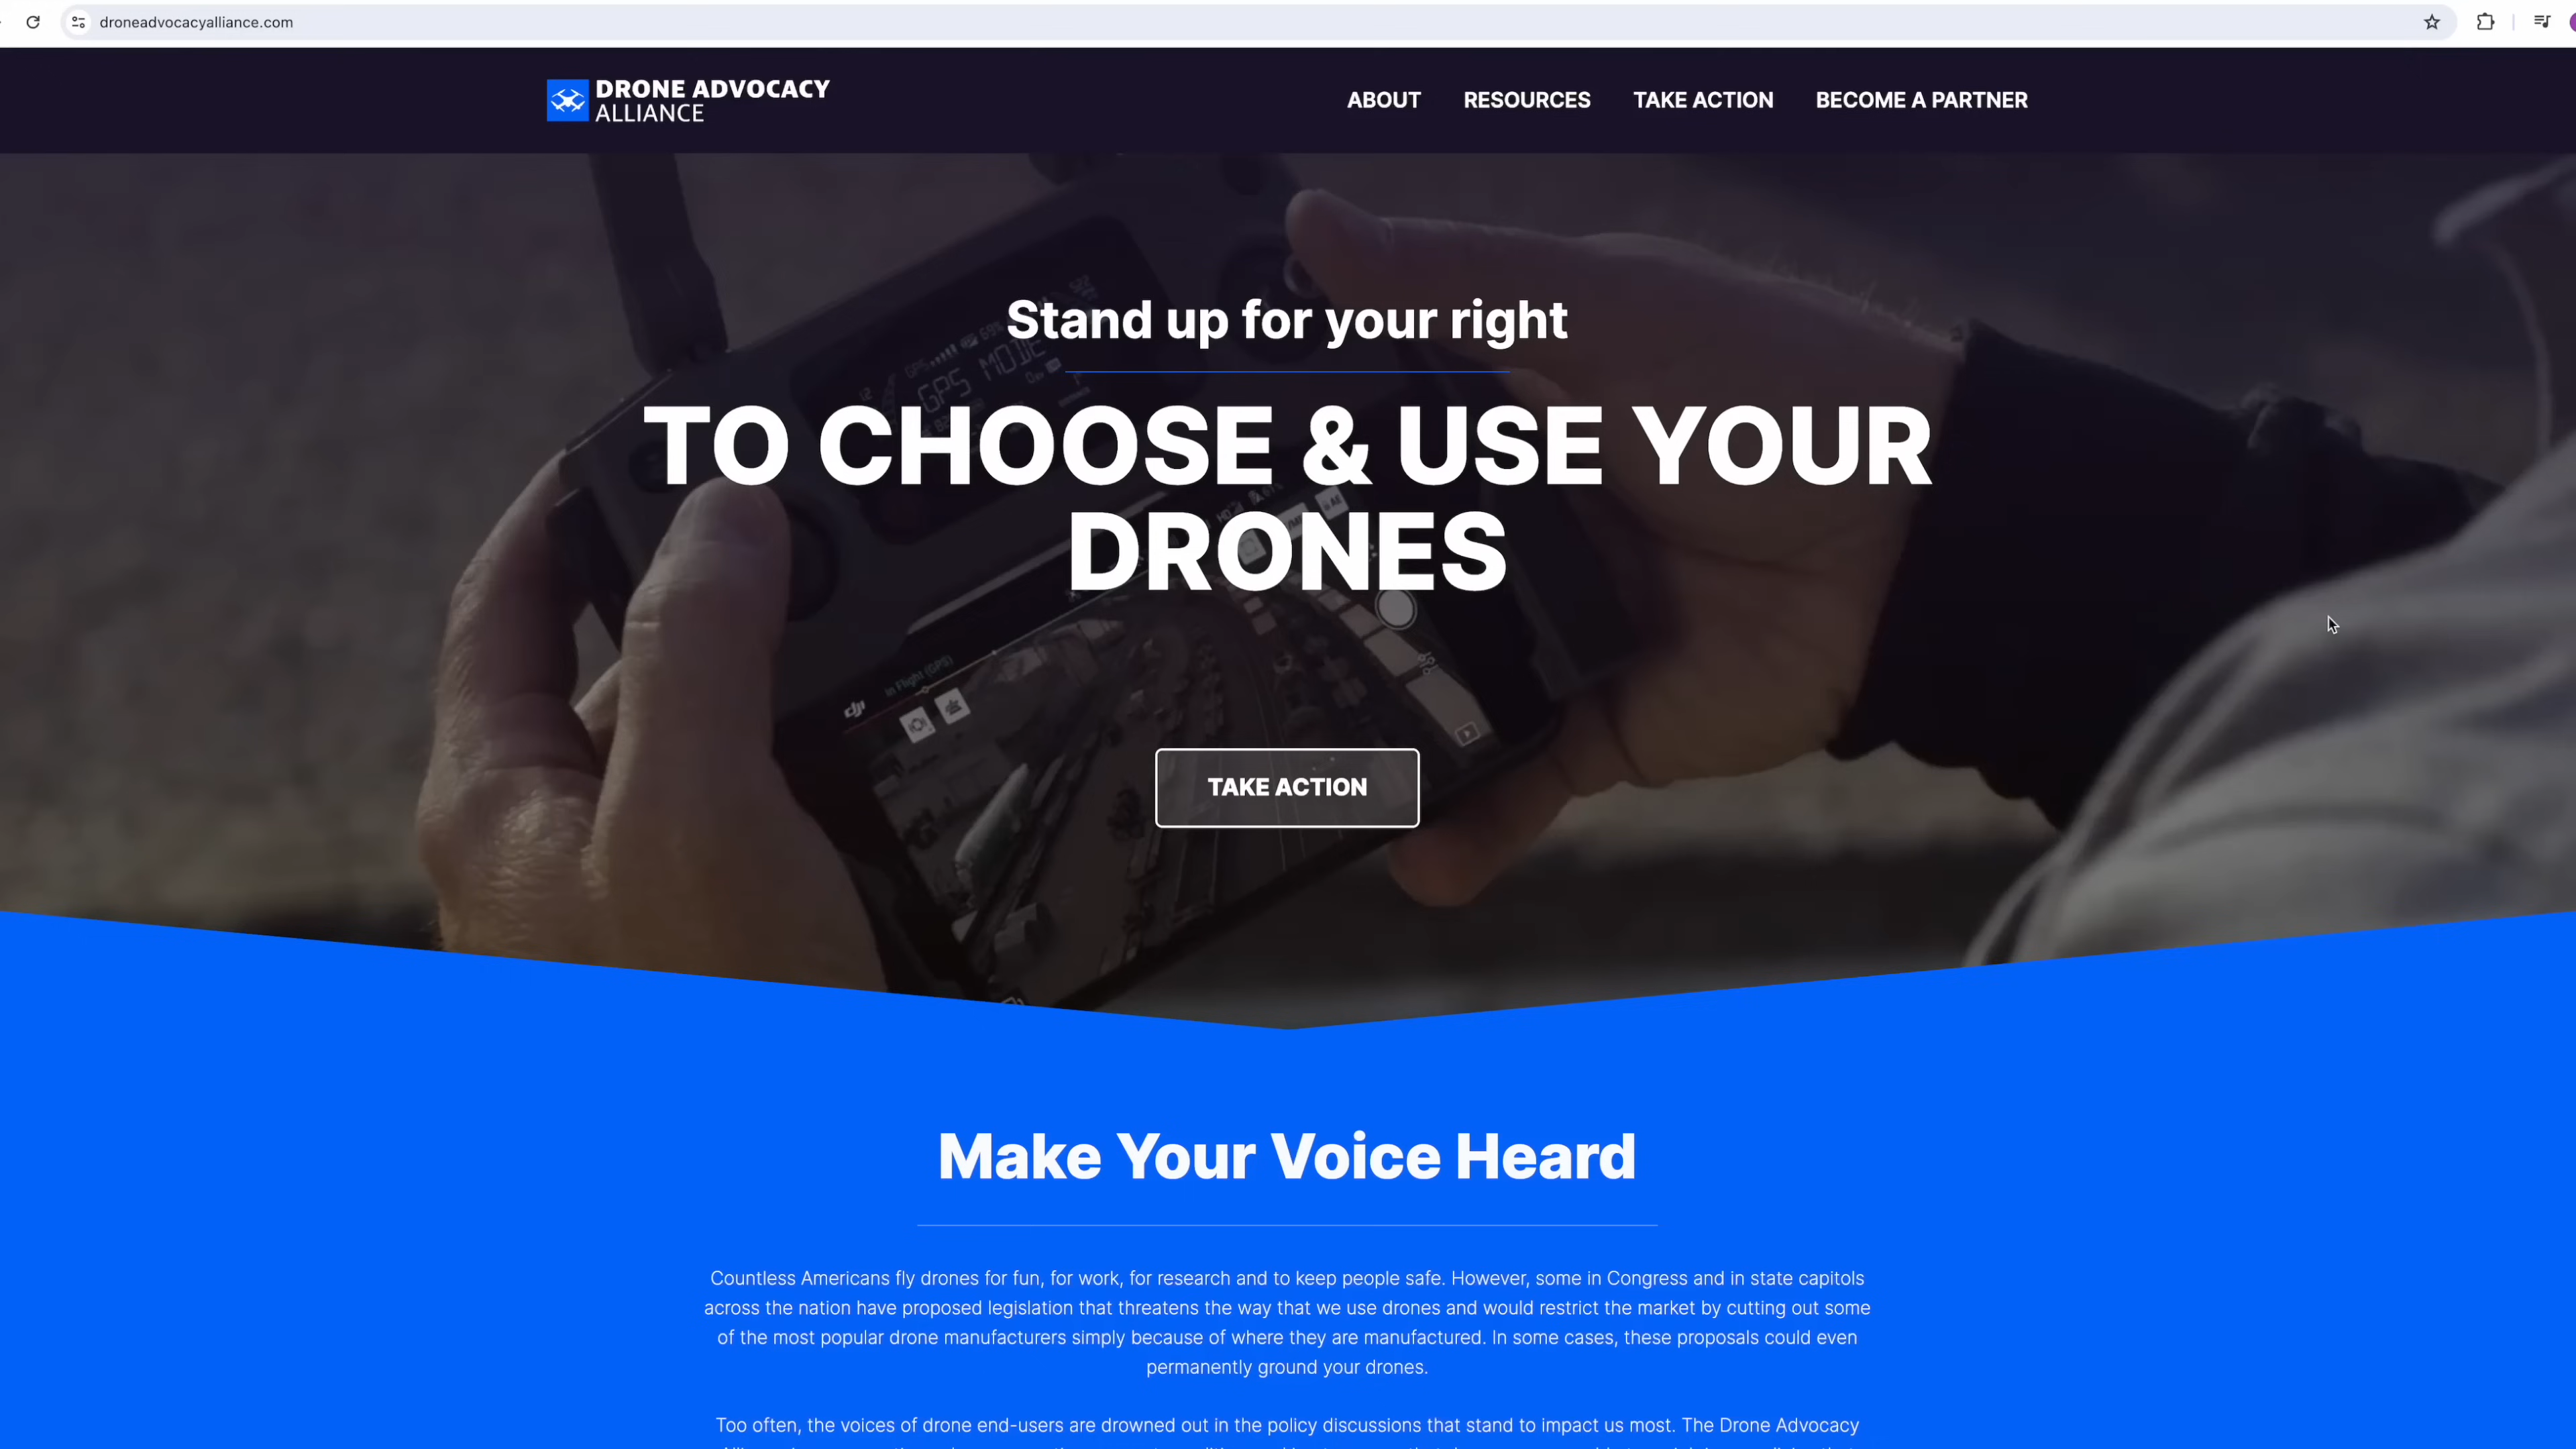 droneadvocacyalliance.com
DRONE ADVOCACY
ALLIANCE
ABOUT RESOURCES TAKE ACTION BECOME A PARTNER
Stand up for your right
TO CHOOSE & USE YOUR
DRONES
GPS MODE
In Flight (GPS)
dji
TAKE ACTION
Make Your Voice Heard
Countless Americans fly drones for fun, for work, for research and to keep people safe. However, some in Congress and in state capitols
across the nation have proposed legislation that threatens the way that we use drones and would restrict the market by cutting out some
of the most popular drone manufacturers simply because of where they are manufactured. In some cases, these proposals could even
permanently ground your drones.
Too often, the voices of drone end-users are drowned out in the policy discussions that stand to impact us most. The Drone Advocacy